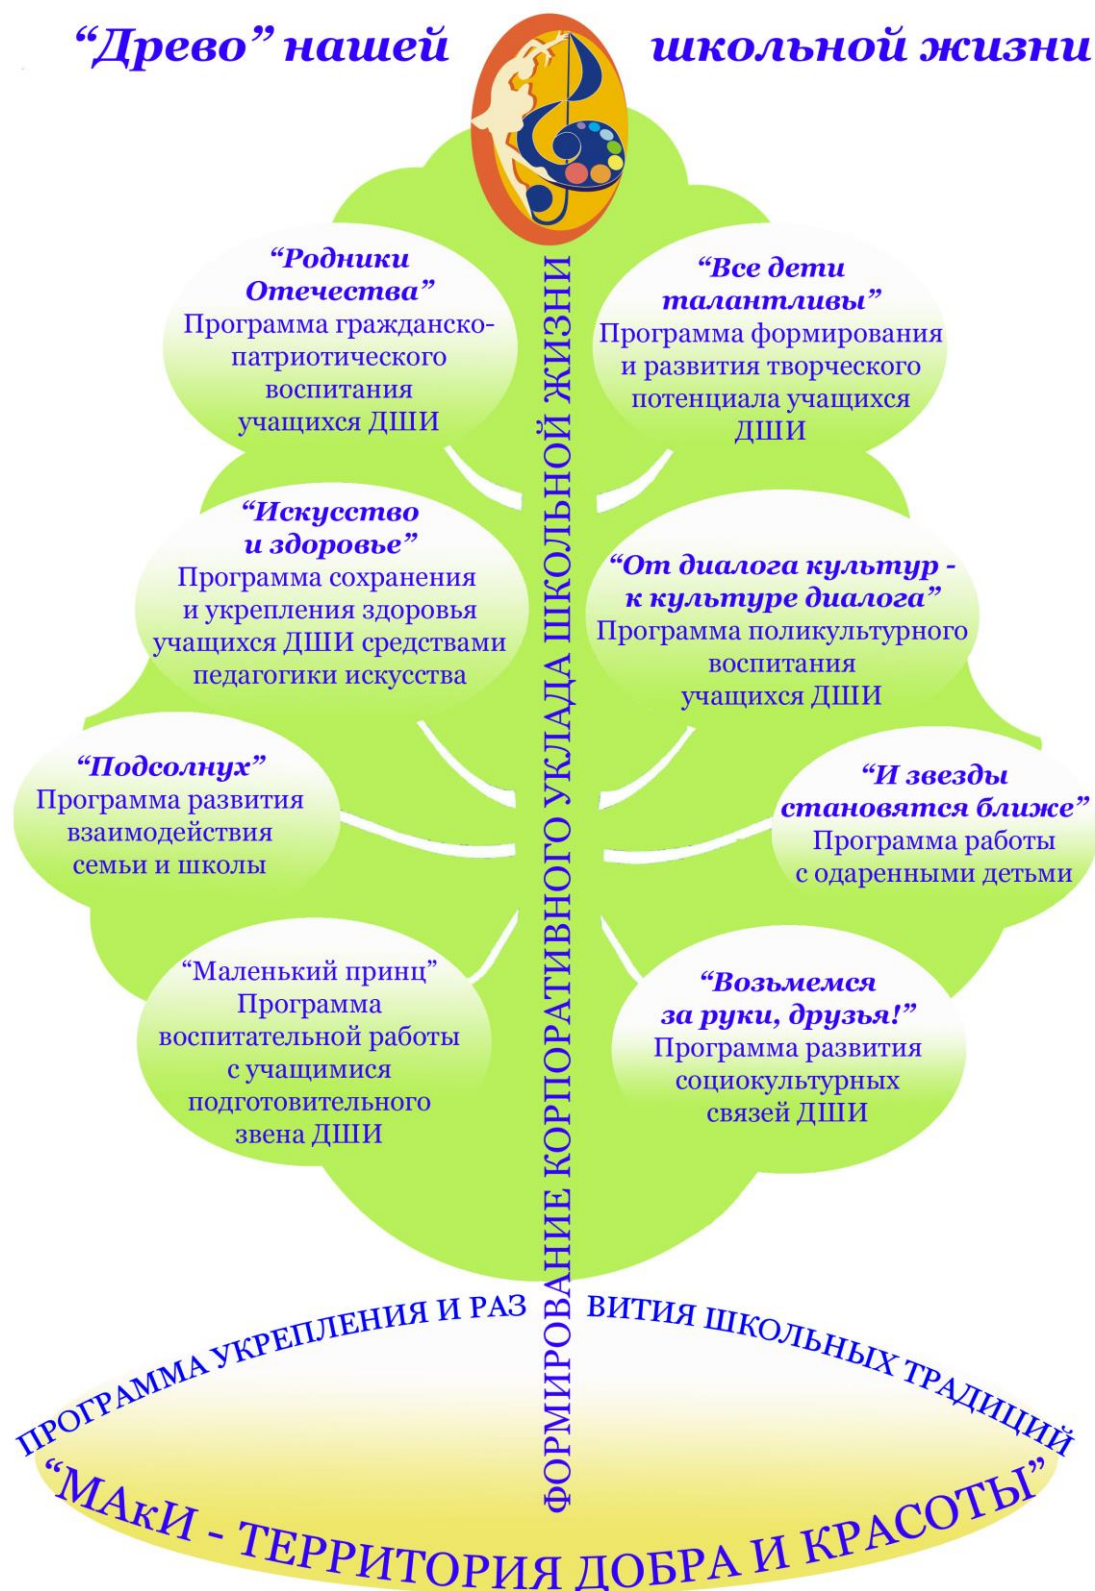 “Древо” нашей школьной жизни
“Родники
Отечества”
Программа гражданско-
патриотического
воспитания
учащихся ДШИ
“Все дети
талантливы”
Программа формирования
и развития творческого
потенциала учащихся
ДШИ
“Искусство
и здоровье”
Программа сохранения
и укрепления здоровья
учащихся ДШИ средствами
педагогики искусства
“От диалога культур -
к культуре диалога”
Программа поликультурного
воспитания
учащихся ДШИ
“Подсолнух”
Программа развития
взаимодействия
семьи и школы
“И звезды
становятся ближе”
Программа работы
с одаренными детьми
“Маленький принц”
Программа
воспитательной работы
с учащимися
подготовительного
звена ДШИ
“Возьмемся
за руки, друзья!”
Программа развития
социокультурных
связей ДШИ
ФОРМИРОВАНИЕ КОРПОРАТИВНОГО УКЛАДА ШКОЛЬНОЙ ЖИЗНИ
ПРОГРАММА УКРЕПЛЕНИЯ И РАЗВИТИЯ ШКОЛЬНЫХ ТРАДИЦИЙ
“МАкИ - ТЕРРИТОРИЯ ДОБРА И КРАСОТЫ”